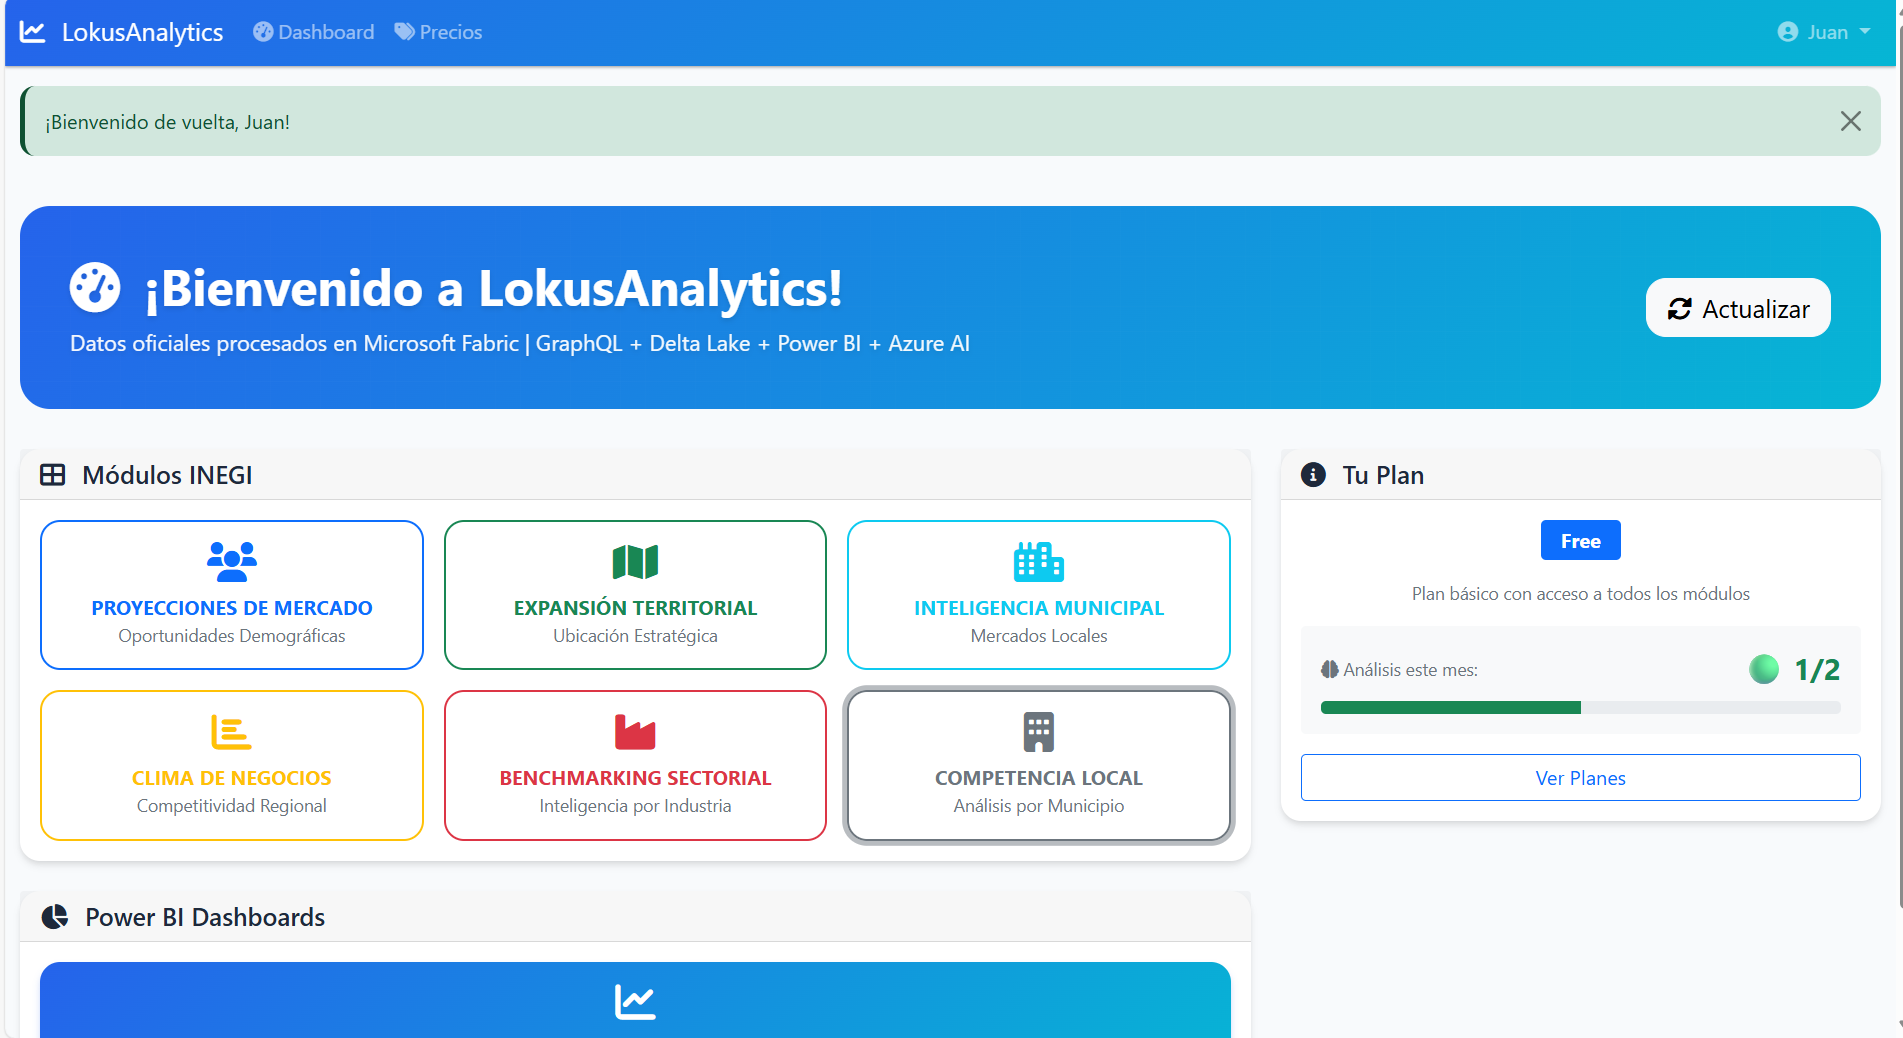 LokusAnalytics
Dashboard
Precios
Juan
¡Bienvenido de vuelta, Juan!
¡Bienvenido a LokusAnalytics!
Datos oficiales procesados en Microsoft Fabric | GraphQL + Delta Lake + Power BI + Azure AI
Actualizar
Módulos INEGI
PROYECCIONES DE MERCADO
Oportunidades Demográficas
EXPANSIÓN TERRITORIAL
Ubicación Estratégica
INTELIGENCIA MUNICIPAL
Mercados Locales
CLIMA DE NEGOCIOS
Competitividad Regional
BENCHMARKING SECTORIAL
Inteligencia por Industria
COMPETENCIA LOCAL
Análisis por Municipio
Tu Plan
Free
Plan básico con acceso a todos los módulos
Análisis este mes:
1/2
Ver Planes
Power BI Dashboards